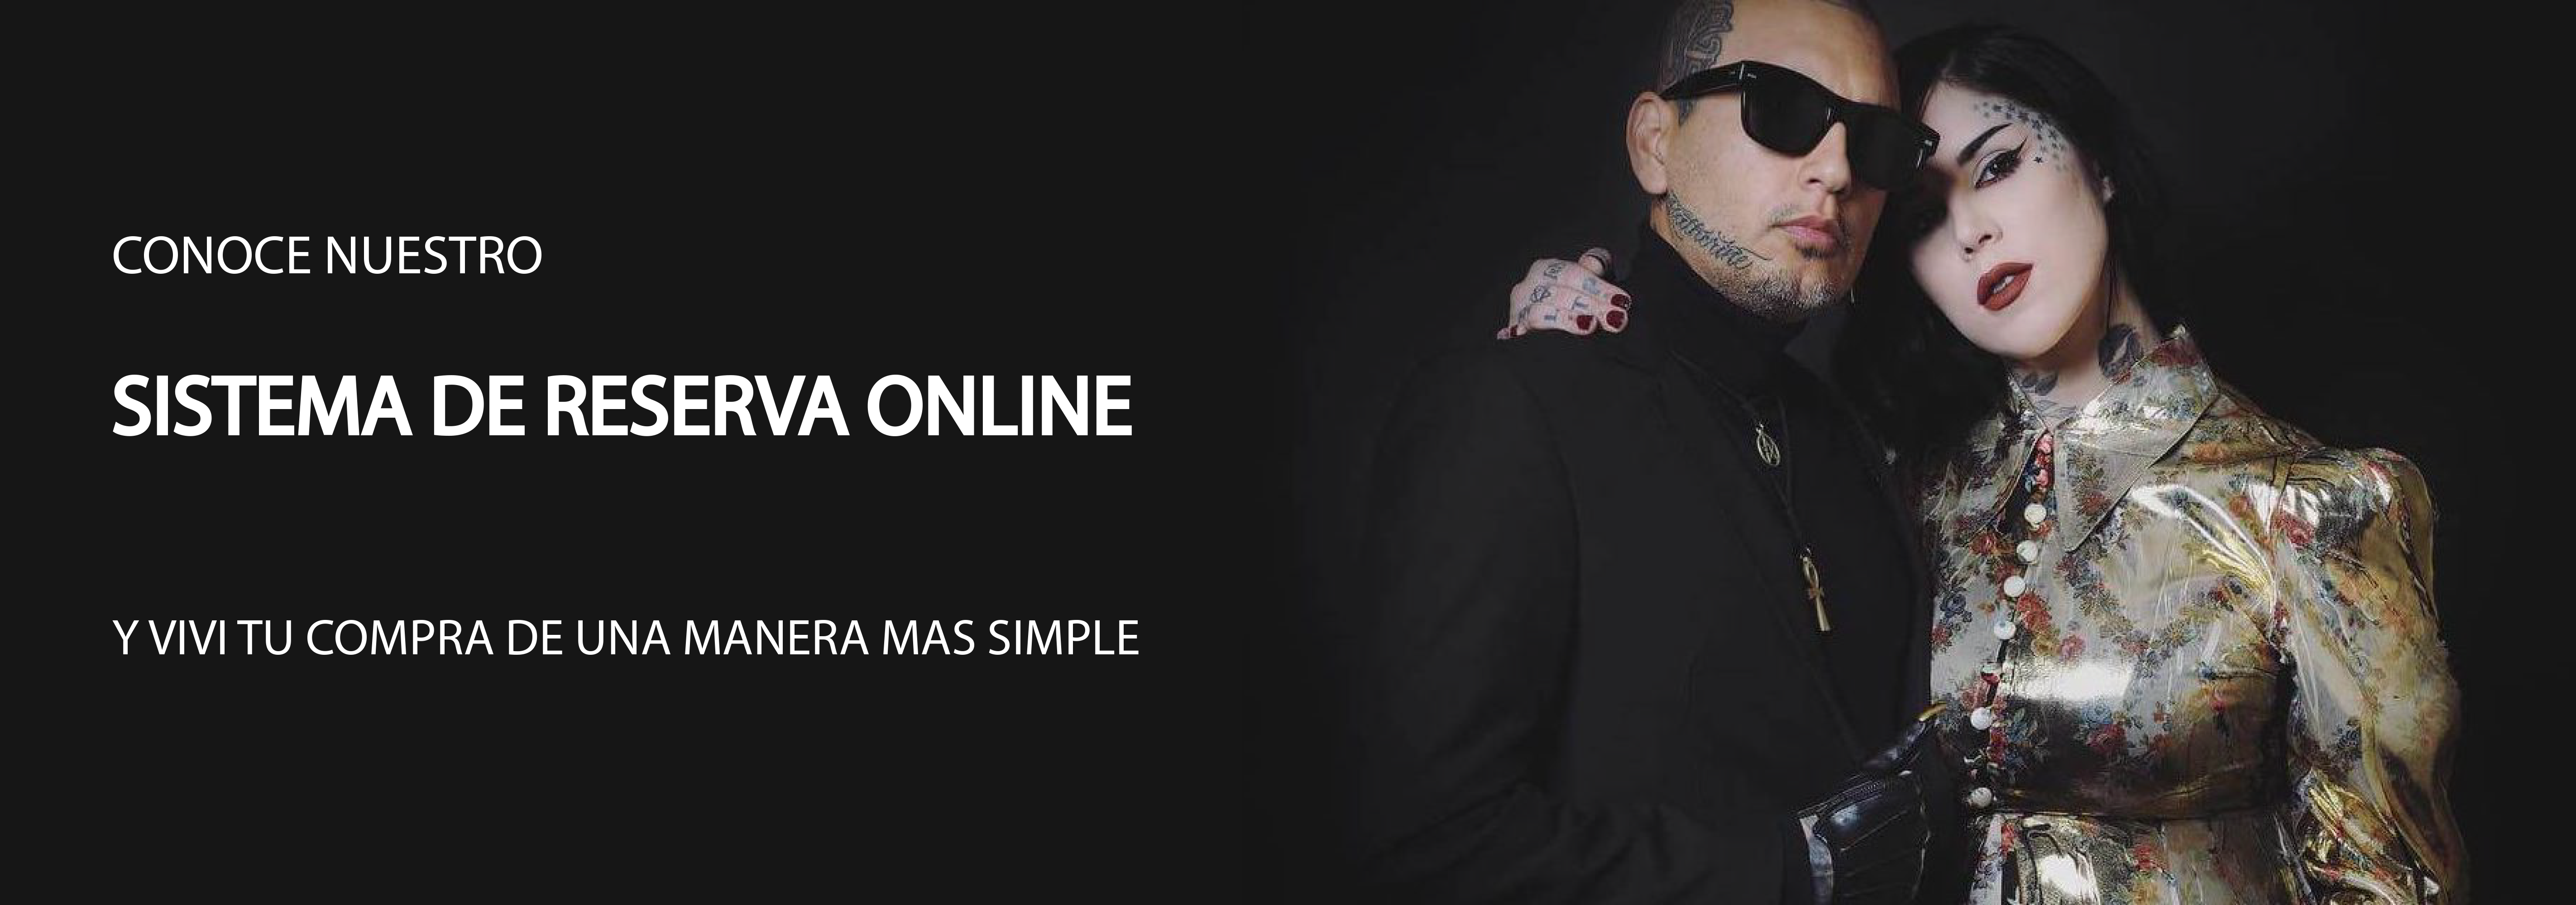 CONOCE NUESTRO
SISTEMA DE RESERVA ONLINE
Y VIVI TU COMPRA DE UNA MANERA MAS SIMPLE